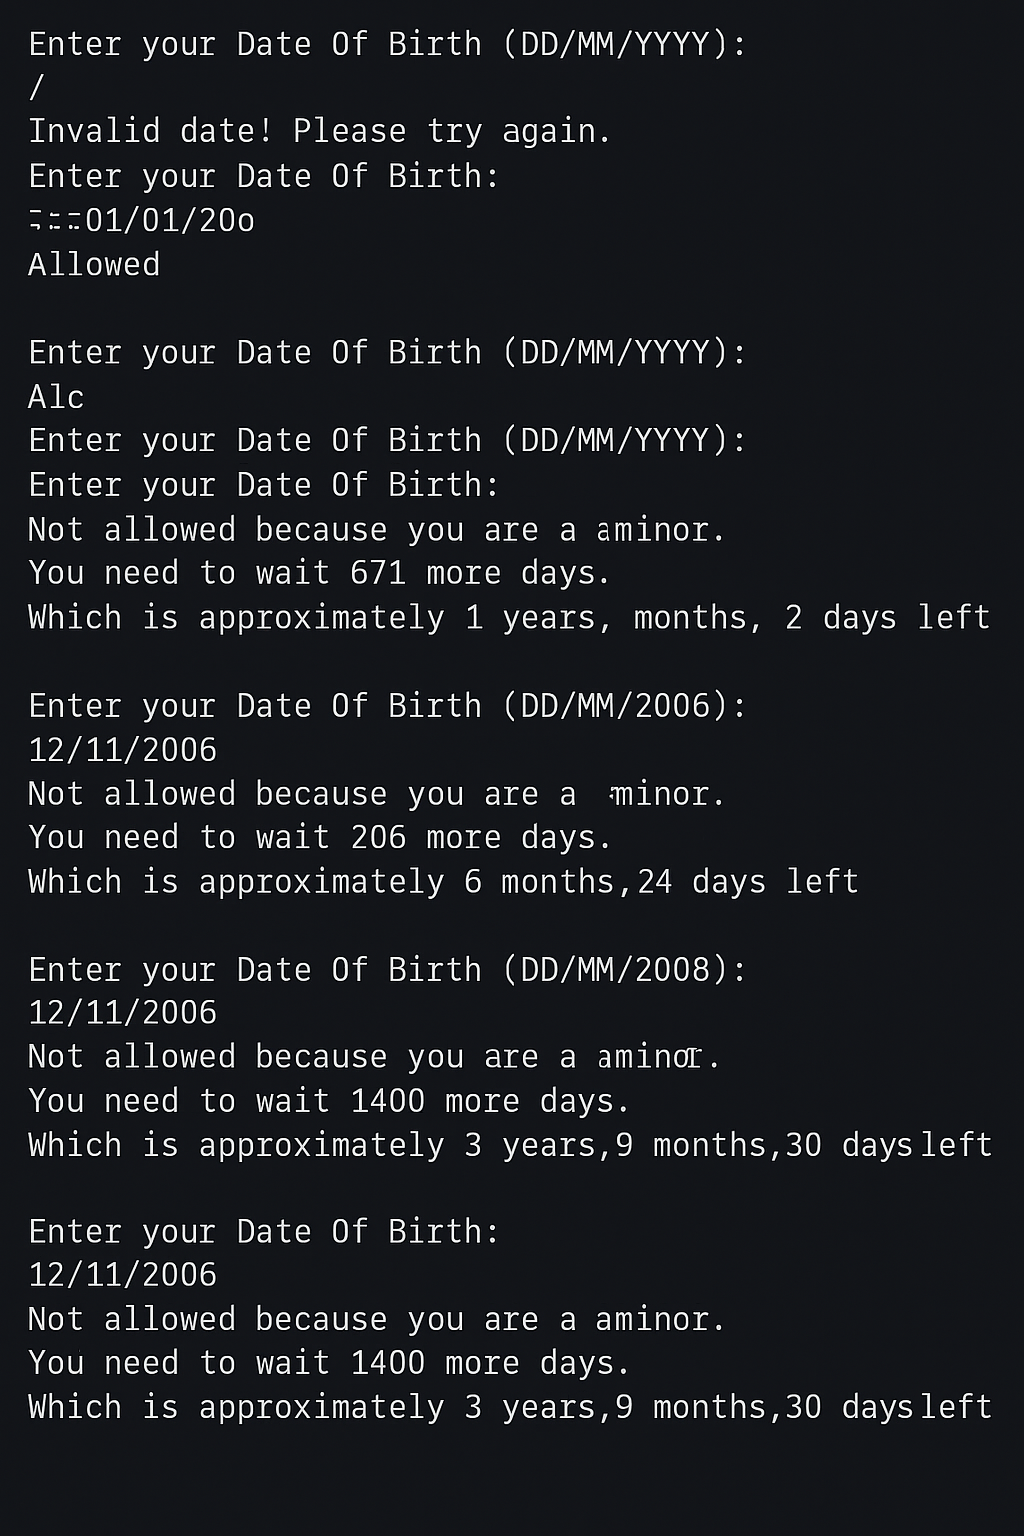 Enter your Date Of Birth (DD/MM/YYYY):
/
Invalid date! Please try again.
Enter your Date Of Birth:
01/01/20o
Allowed
Enter your Date Of Birth (DD/MM/YYYY):
Alc
Enter your Date Of Birth (DD/MM/YYYY):
Enter your Date Of Birth:
Not allowed because you are a aminor.
You need to wait 671 more days.
Which is approximately 1 years, months, 2 days left
Enter your Date Of Birth (DD/MM/2006):
12/11/2006
Not allowed because you are a minor.
You need to wait 206 more days.
Which is approximately 6 months,24 days left
Enter your Date Of Birth (DD/MM/2008):
12/11/2006
Not allowed because you are a aminor.
You need to wait 1400 more days.
Which is approximately 3 years,9 months,30 days left
Enter your Date Of Birth:
12/11/2006
Not allowed because you are a aminor.
You need to wait 1400 more days.
Which is approximately 3 years,9 months,30 days left